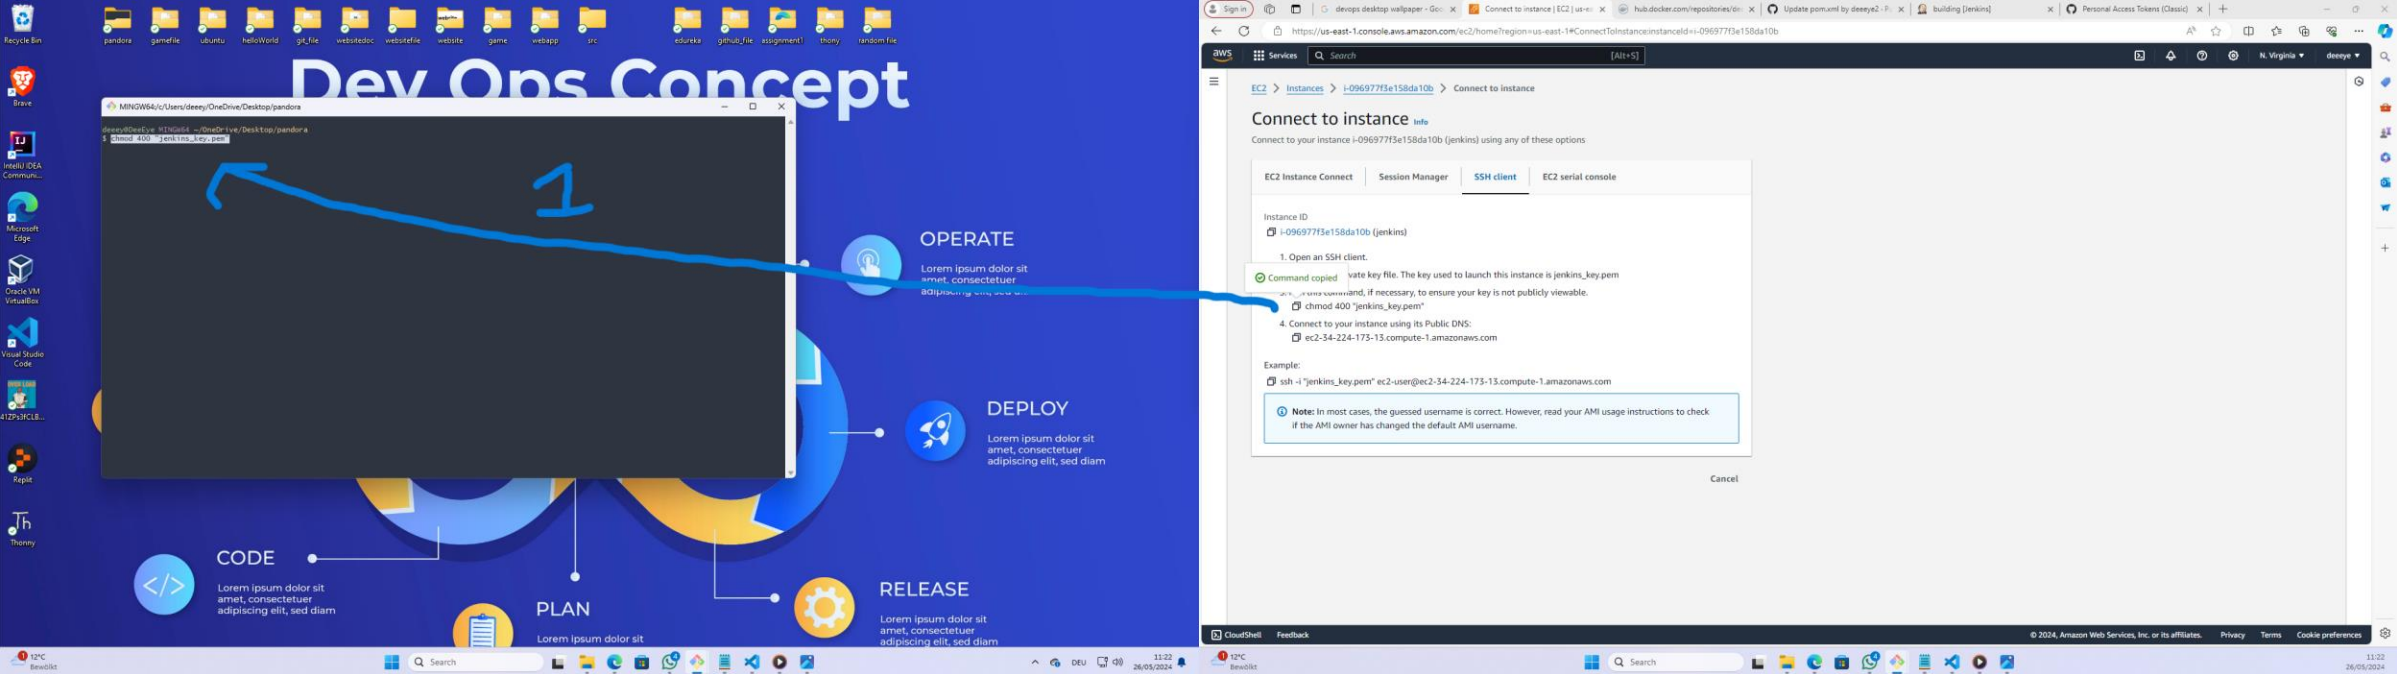 Recycle Bin
pandora
gamefile
ubuntu
helloWorld
git_file
websitedoc
websitefile
website
game
webapp
src
edureka
github_file
assignment1
thony
random file
Dev Ops Concept
Brave
IntelliJ IDEA
Communi...
Microsoft
Edge
Oracle VM
VirtualBox
Visual Studio
Code
Replit
Th
Thonny
MINGW64:/c/Users/deeey/OneDrive/Desktop/pandora
deeey@DeeEye MINGW64 ~/OneDrive/Desktop/pandora
$ chmod 400 "jenkins_key.pem"
1
OPERATE
Lorem ipsum dolor sit
amet, consectetuer
adipiscing elit, sed
DEPLOY
Lorem ipsum dolor sit
amet, consectetuer
adipiscing elit, sed diam
CODE
Lorem ipsum dolor sit
amet, consectetuer
adipiscing elit, sed diam
PLAN
Lorem ipsum dolor sit
RELEASE
Lorem ipsum dolor sit
amet, consectetuer
adipiscing elit, sed diam
12°C
Bewölkt
Search
DEU
11:22
26/05/2024
Sign in
devops desktop wallpaper - Goo
Connect to instance | EC2 | us-ea
hub.docker.com/repositories/de
Update pom.xml by deeeye2
building [Jenkins]
Personal Access Tokens (Classic)
https://us-east-1.console.aws.amazon.com/ec2/home?region=us-east-1#ConnectToInstance:instanceId=i-096977f3e158da10b
aws
Services
Search
[Alt+S]
N. Virginia
deeeye
EC2 > Instances > i-096977f3e158da10b > Connect to instance
Connect to instance Info
Connect to your instance i-096977f3e158da10b (jenkins) using any of these options
EC2 Instance Connect
Session Manager
SSH client
EC2 serial console
Instance ID
i-096977f3e158da10b (jenkins)
1. Open an SSH client.
Command copied
vate key file. The key used to launch this instance is jenkins_key.pem
this command, if necessary, to ensure your key is not publicly viewable.
chmod 400 "jenkins_key.pem"
4. Connect to your instance using its Public DNS:
ec2-34-224-173-13.compute-1.amazonaws.com
Example:
ssh -i "jenkins_key.pem" ec2-user@ec2-34-224-173-13.compute-1.amazonaws.com
Note: In most cases, the guessed username is correct. However, read your AMI usage instructions to check
if the AMI owner has changed the default AMI username.
Cancel
CloudShell
Feedback
© 2024, Amazon Web Services, Inc. or its affiliates.
Privacy
Terms
Cookie preferences
12°C
Bewölkt
Search
11:22
26/05/2024